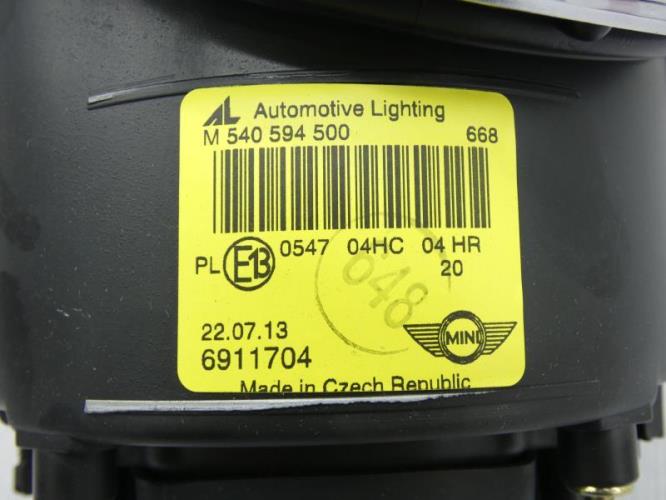 AL Automotive Lighting
M 540 594 500 668
PL E13 0547 04HC 04 HR
20
648
22.07.13
MINI
6911704
Made in Czech Republic